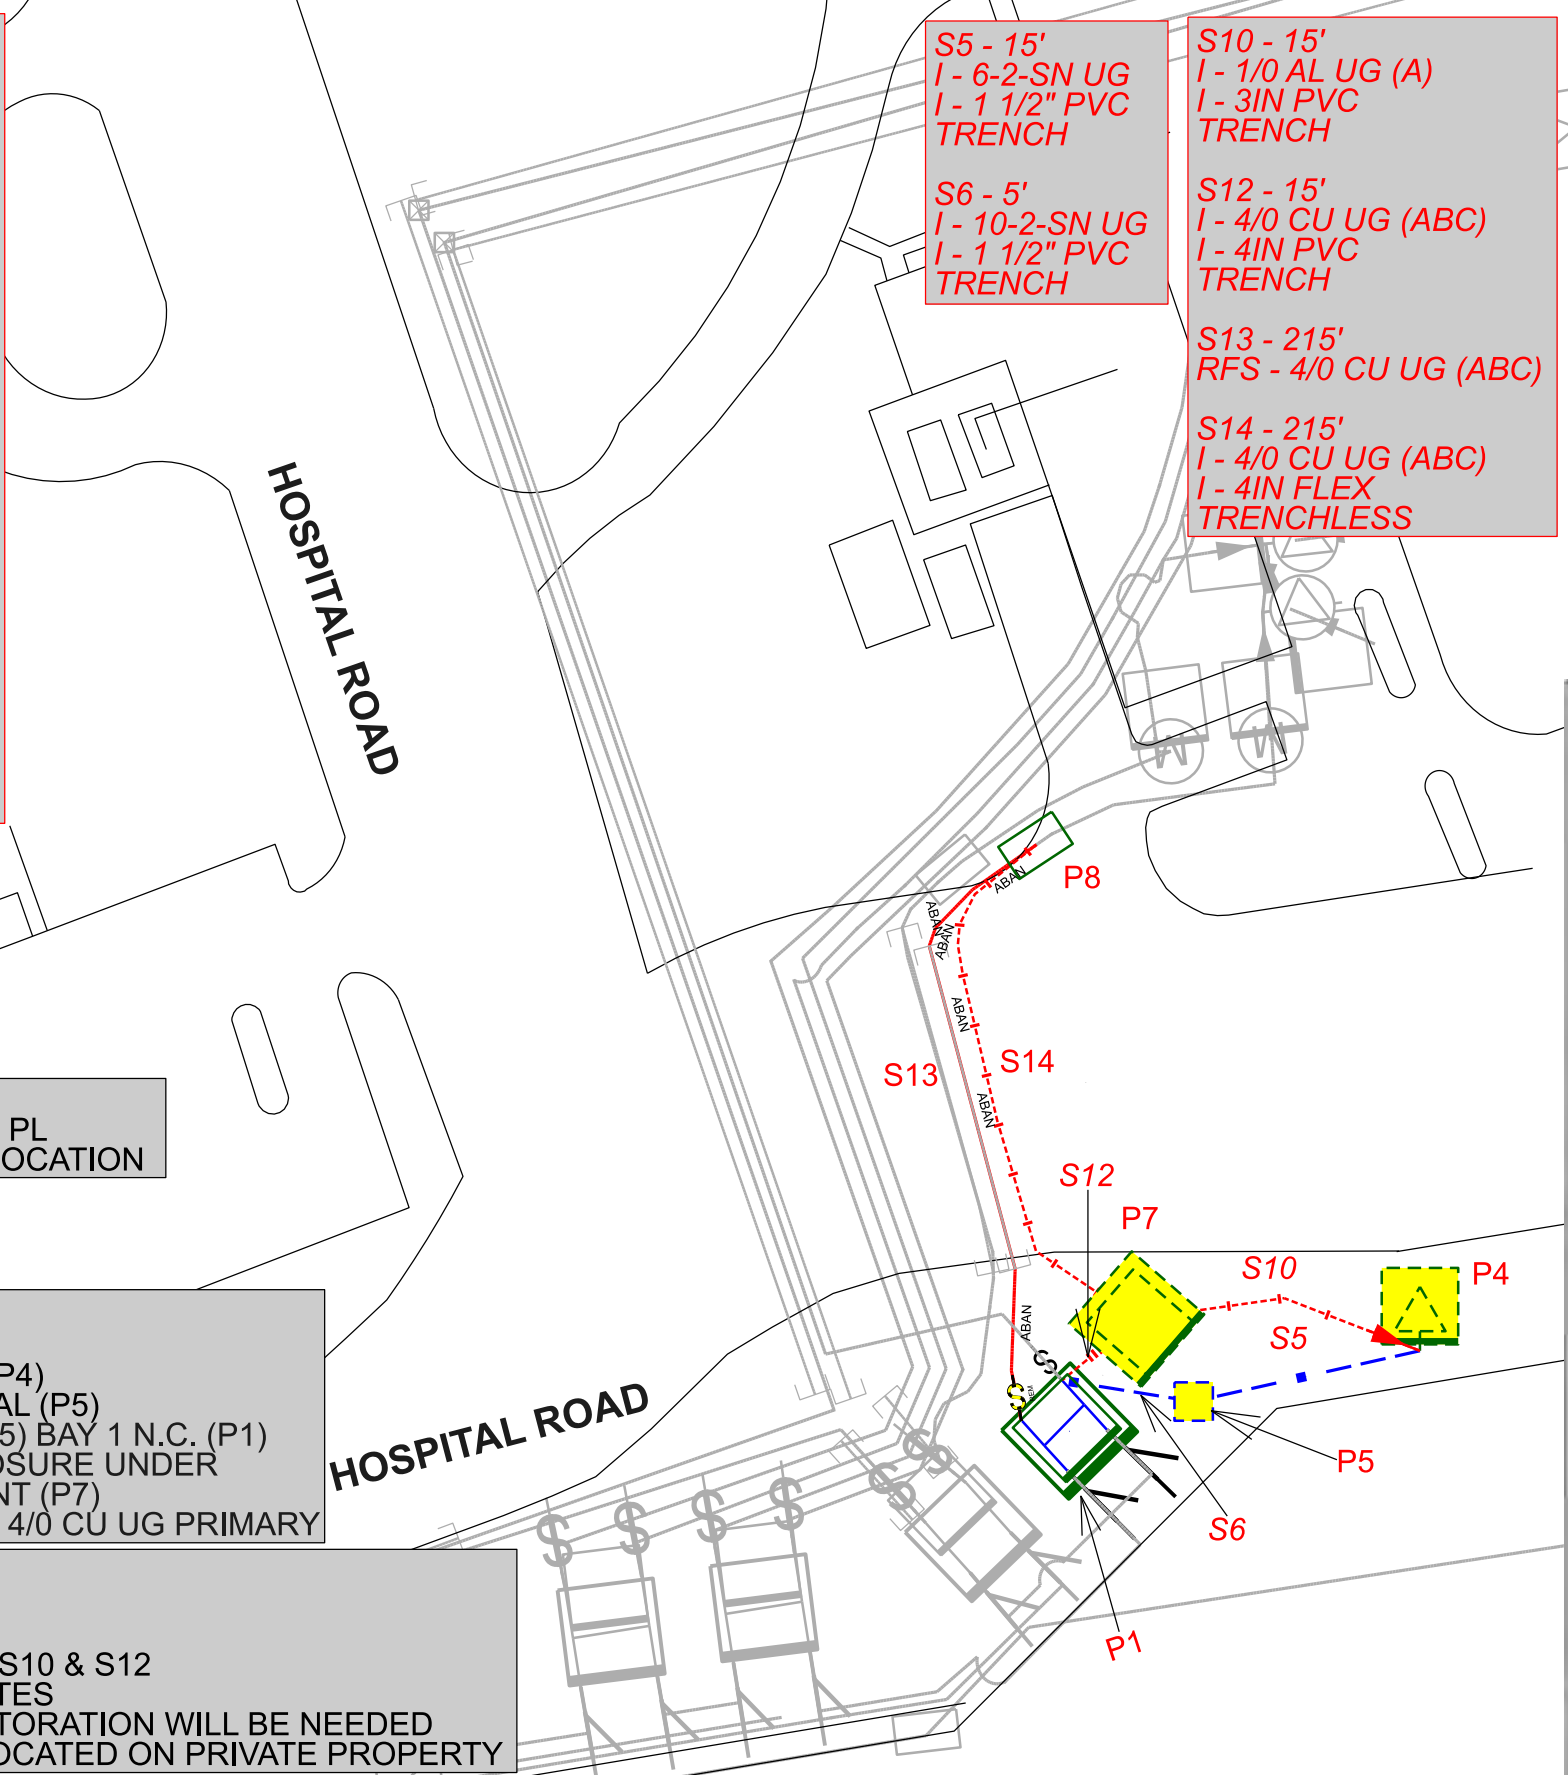 S5 - 15'
I - 6-2-SN UG
I - 1 1/2" PVC
TRENCH
S6 - 5'
I - 10-2-SN UG
I - 1 1/2" PVC
TRENCH
S10 - 15'
I - 1/0 AL UG (A)
I - 3IN PVC
TRENCH
S12 - 15'
I - 4/0 CU UG (ABC)
I - 4IN PVC
TRENCH
S13 - 215'
RFS - 4/0 CU UG (ABC)
S14 - 215'
I - 4/0 CU UG (ABC)
I - 4IN FLEX
TRENCHLESS
HOSPITAL ROAD
M
M
P8
ABAN
ABAN
ABAN
ABAN
S13
S14
ABAN
PL
OCATION
S12
P7
S10
P4
S5
ABAN
S
S
P4)
AL (P5)
5) BAY 1 N.C. (P1)
OSURE UNDER
NT (P7)
4/0 CU UG PRIMARY
HOSPITAL ROAD
P5
S6
S
S
S
S
S
S
P1
S10 & S12
TES
TORATION WILL BE NEEDED
OCATED ON PRIVATE PROPERTY